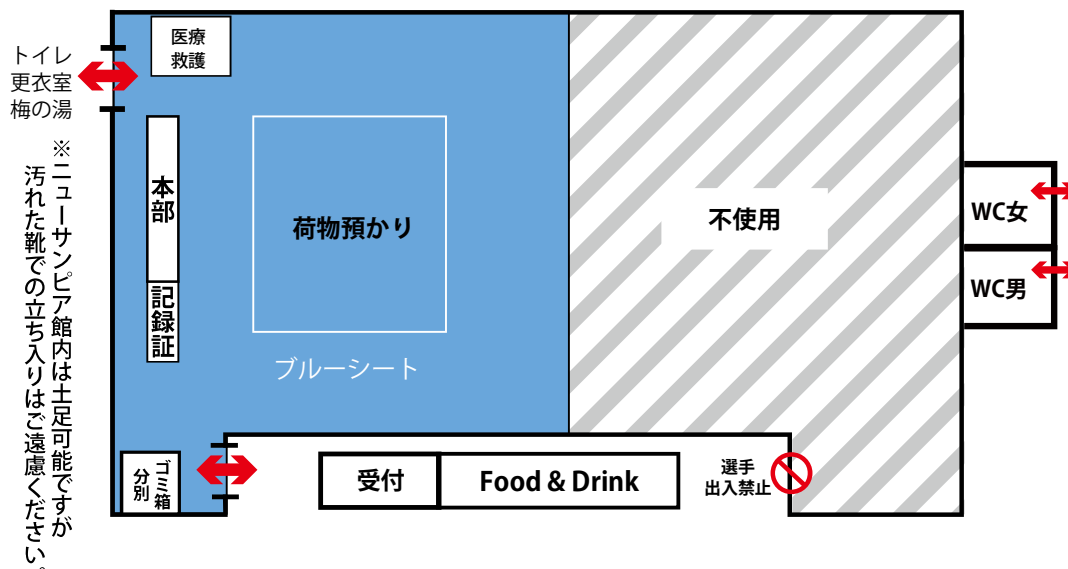 医療
救護
トイレ
更衣室
梅の湯
※ニューサンピア館内は土足可能ですが
汚れた靴での立ち入りはご遠慮ください。
本部
記録証
荷物預かり
ブルーシート
不使用
WC女
WC男
ゴミ箱
分別
受付
Food & Drink
選手
出入禁止